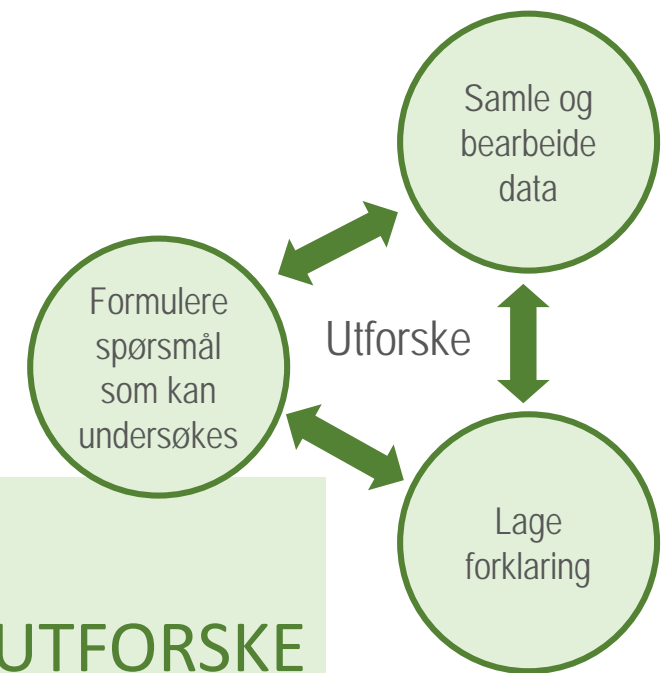 Samle og
bearbeide
data
Formulere
spørsmål
som kan
undersøkes
Utforske
Lage
forklaring
UTFORSKE